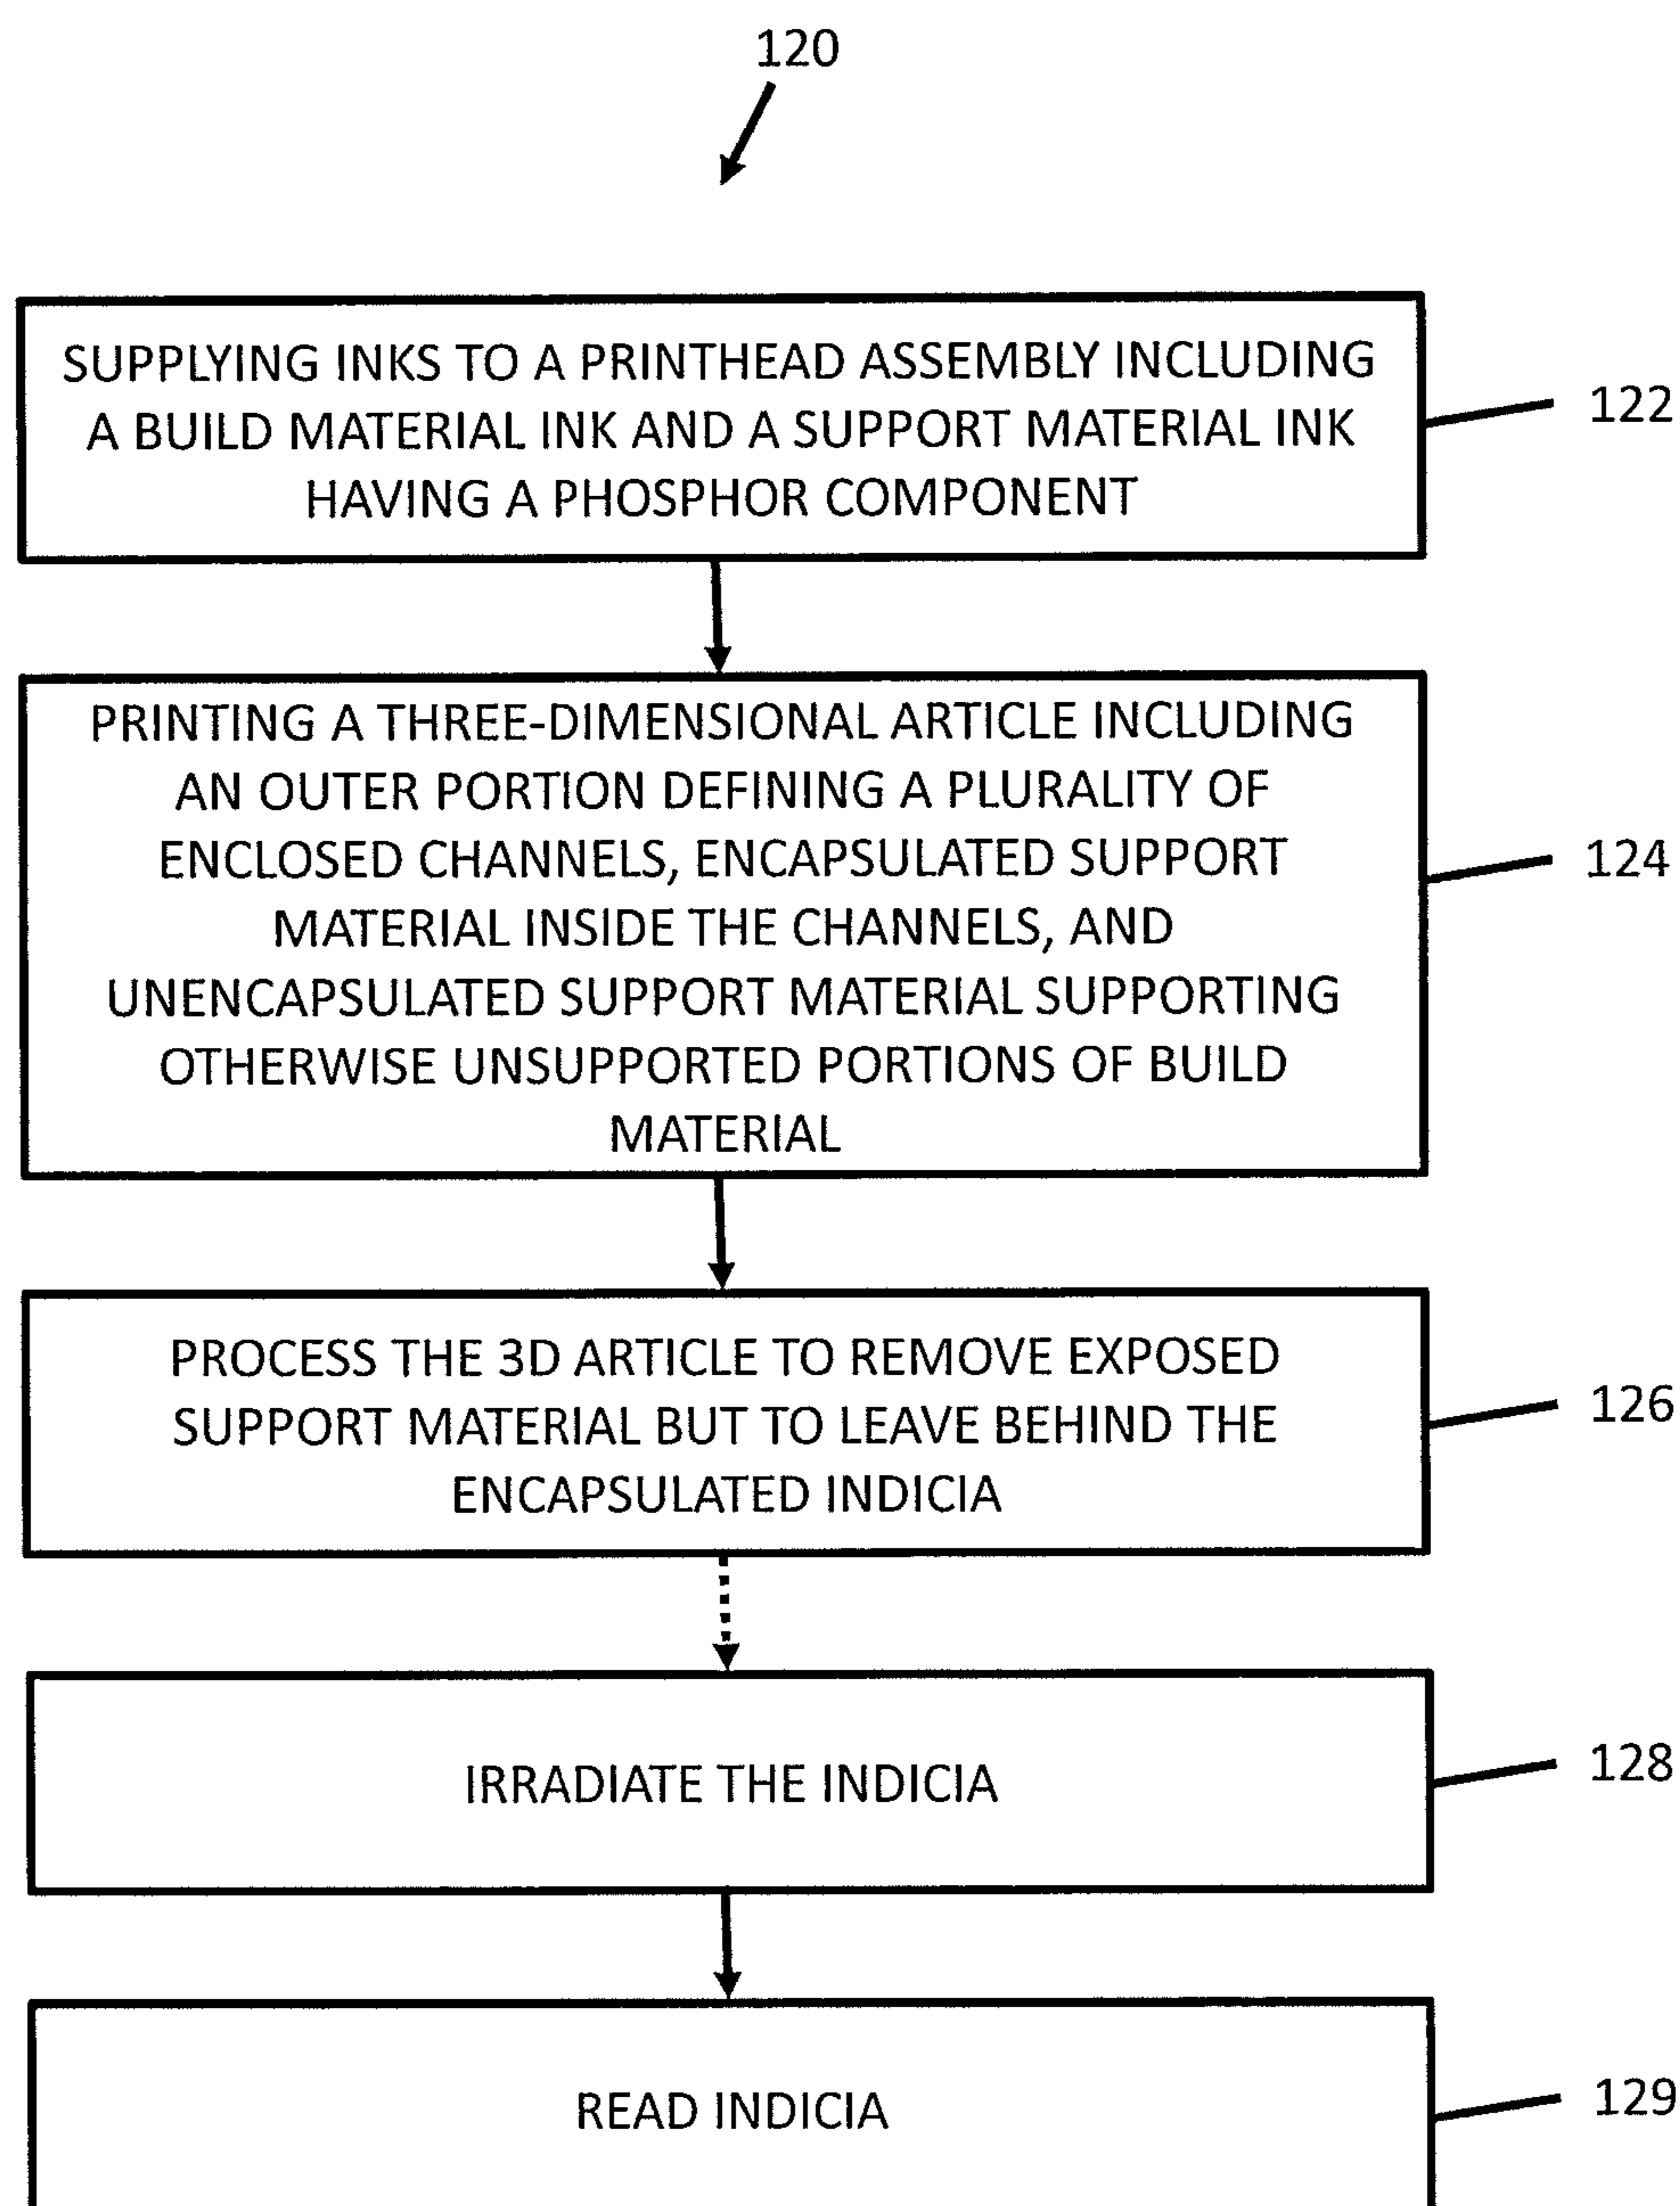 120
SUPPLYING INKS TO A PRINTHEAD ASSEMBLY INCLUDING
A BUILD MATERIAL INK AND A SUPPORT MATERIAL INK
HAVING A PHOSPHOR COMPONENT
122
PRINTING A THREE-DIMENSIONAL ARTICLE INCLUDING
AN OUTER PORTION DEFINING A PLURALITY OF
ENCLOSED CHANNELS, ENCAPSULATED SUPPORT
MATERIAL INSIDE THE CHANNELS, AND
UNENCAPSULATED SUPPORT MATERIAL SUPPORTING
OTHERWISE UNSUPPORTED PORTIONS OF BUILD
MATERIAL
124
PROCESS THE 3D ARTICLE TO REMOVE EXPOSED
SUPPORT MATERIAL BUT TO LEAVE BEHIND THE
ENCAPSULATED INDICIA
126
IRRADIATE THE INDICIA
128
READ INDICIA
129